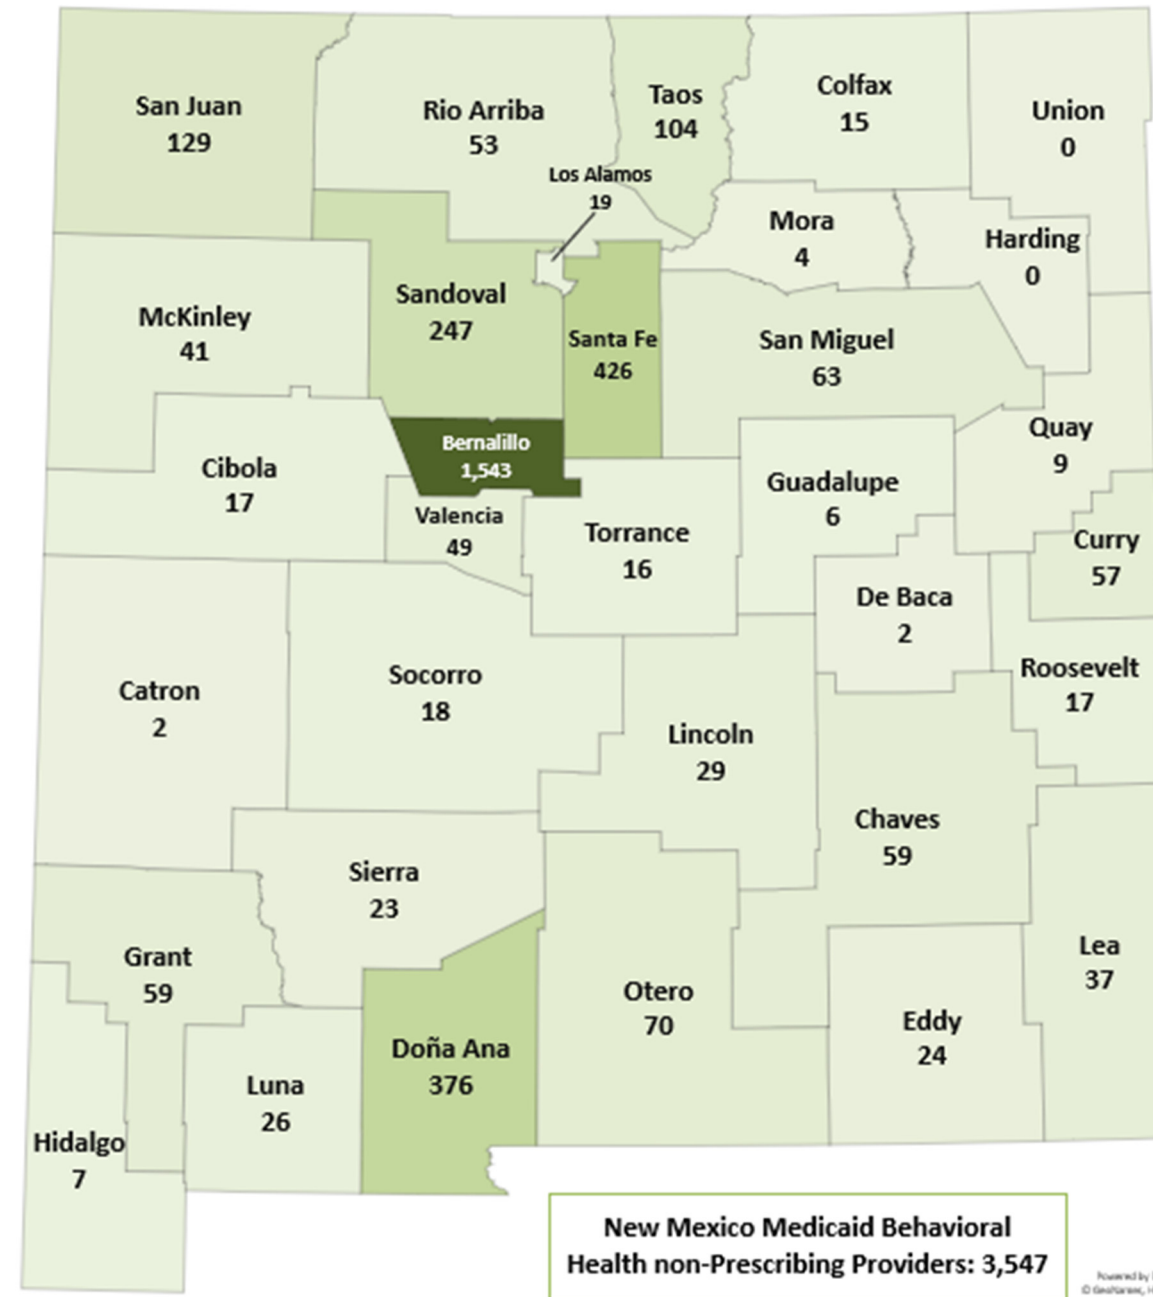 San Juan
129
Rio Arriba
53
Taos
104
Colfax
15
Union
0
Los Alamos
19
Mora
4
Harding
0
McKinley
41
Sandoval
247
Santa Fe
426
San Miguel
63
Quay
9
Cibola
17
Bernalillo
1,543
Valencia
49
Torrance
16
Guadalupe
6
Curry
57
De Baca
2
Roosevelt
17
Catron
2
Socorro
18
Lincoln
29
Chaves
59
Sierra
23
Grant
59
Doña Ana
376
Otero
70
Eddy
24
Lea
37
Luna
26
Hidalgo
7
New Mexico Medicaid Behavioral
Health non-Prescribing Providers: 3,547
Powered by
© GeoNames,